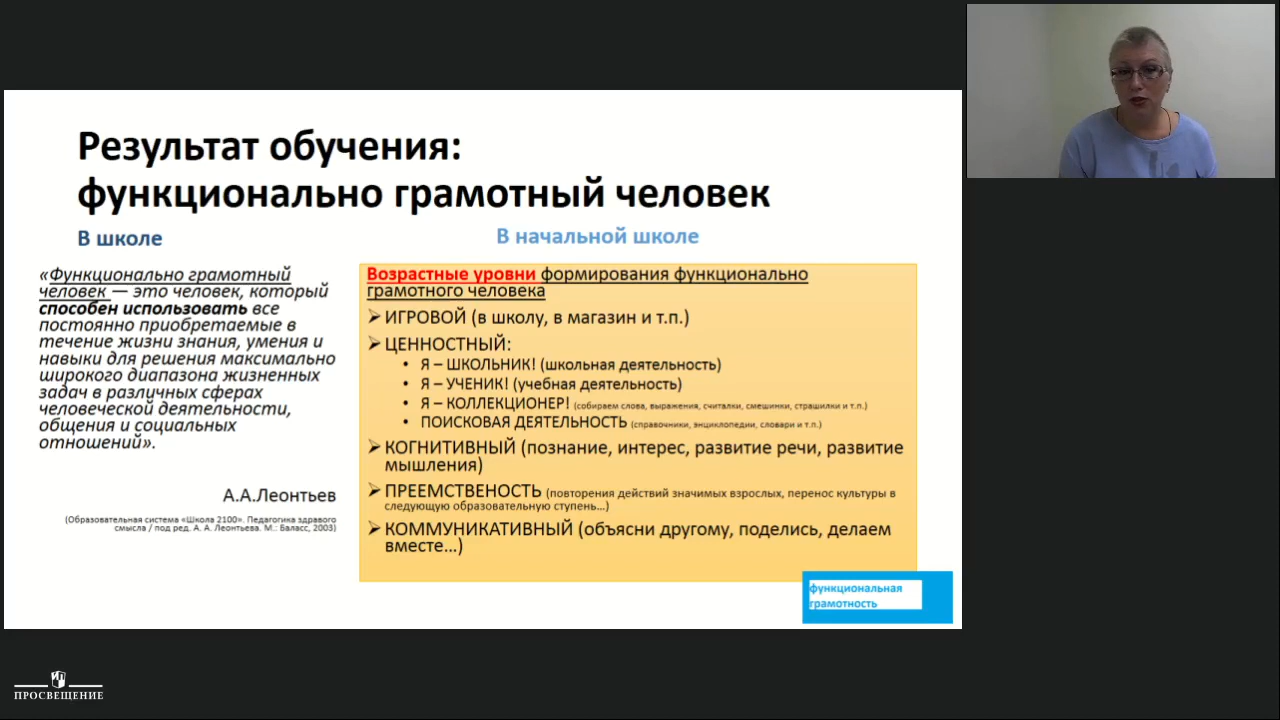 Результат обучения:
функционально грамотный человек
В школе
«Функционально грамотный
человек — это человек, который
способен использовать все
постоянно приобретаемые в
течение жизни знания, умения и
навыки для решения максимально
широкого диапазона жизненных
задач в различных сферах
человеческой деятельности,
общения и социальных
отношений».
А.А.Леонтьев
(Образовательная система «Школа 2100». Педагогика здравого
смысла / под ред. А. А. Леонтьева. М.: Баласс, 2003)
В начальной школе
Возрастные уровни формирования функционально
грамотного человека
➢ ИГРОВОЙ (в школу, в магазин и т.п.)
➢ ЦЕННОСТНЫЙ:
• Я – ШКОЛЬНИК! (школьная деятельность)
• Я – УЧЕНИК! (учебная деятельность)
• Я – КОЛЛЕКЦИОНЕР! (собираем слова, выражения, считалки, смешинки, страшилки и т.п.)
• ПОИСКОВАЯ ДЕЯТЕЛЬНОСТЬ (справочники, энциклопедии, словари и т.п.)
➢ КОГНИТИВНЫЙ (познание, интерес, развитие речи, развитие
мышления)
➢ ПРЕЕМСТВЕНОСТЬ (повторения действий значимых взрослых, перенос культуры в
следующую образовательную ступень...)
➢ КОММУНИКАТИВНЫЙ (объясни другому, поделись, делаем
вместе...)
функциональная
грамотность
ПРОСВЕЩЕНИЕ